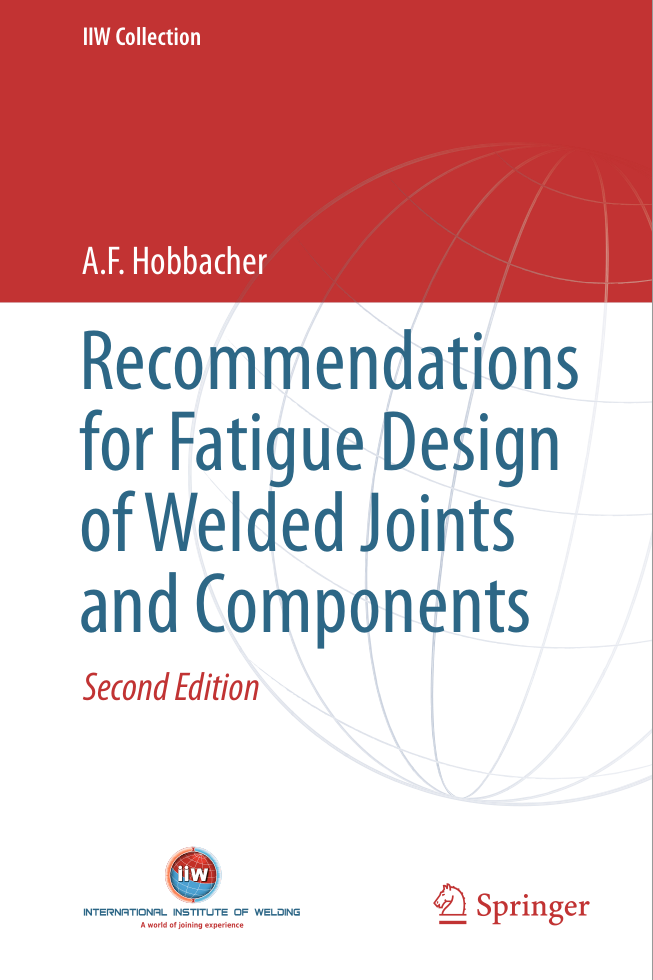 IIW Collection
A.F. Hobbacher
Recommendations
for Fatigue Design
of Welded Joints
and Components
Second Edition
iiw
INTERNATIONAL INSTITUTE OF WELDING
A world of joining experience
Springer